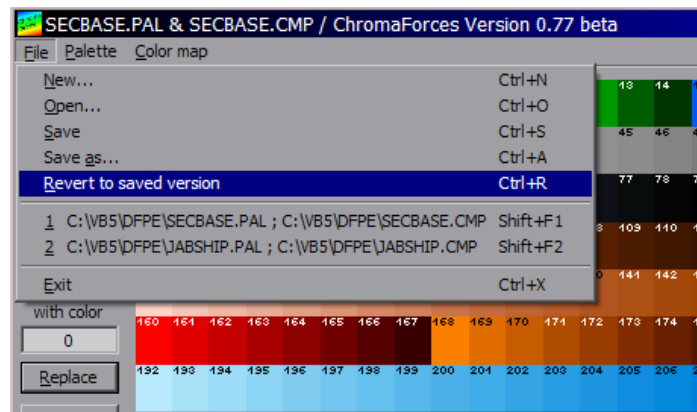 SECBASE.PAL & SECBASE.CMP / ChromaForces Version 0.77 beta
File Palette Color map
New... Ctrl+N
Open... Ctrl+O
13 14
Save Ctrl+S
45 46
Save as... Ctrl+A
Revert to saved version Ctrl+R
77 78
1 C:\VB5\DFPE\SECBASE.PAL ; C:\VB5\DFPE\SECBASE.CMP Shift+F1
109 110
2 C:\VB5\DFPE\JABSHIP.PAL ; C:\VB5\DFPE\JABSHIP.CMP Shift+F2
141 142
Exit Ctrl+X
with color
160 161 162 163 164 165 166 167 168 169 170 171 172 173 174
0
Replace
192 193 194 195 196 197 198 199 200 201 202 203 204 205 206